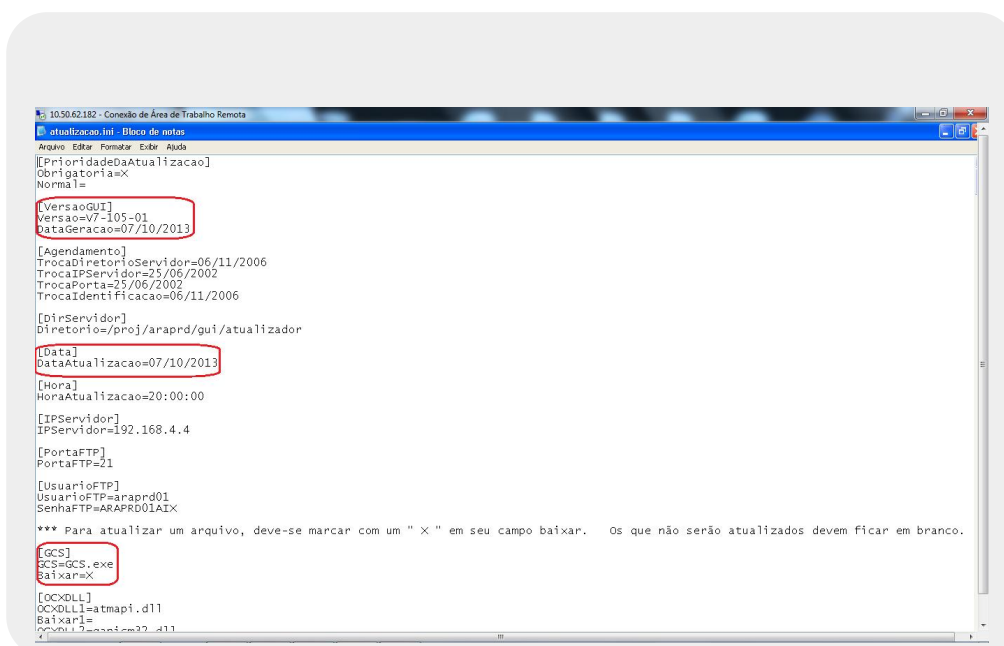 10.50.62.182 - Conexão de Área de Trabalho Remota
atualizacao.ini - Bloco de notas
Arquivo Editar Formatar Exibir Ajuda
[PrioridadeDaAtualizacao]
Obrigatoria=X
Normal=
[VersaoGUI]
Versao=V7-105-01
DataGeracao=07/10/2013
[Agendamento]
TrocaDiretorioServidor=06/11/2006
TrocaIPServidor=25/06/2002
TrocaPorta=25/06/2002
TrocaIdentificacao=06/11/2006
[DirServidor]
Diretorio=/proj/araprd/gui/atualizador
[Data]
DataAtualizacao=07/10/2013
[Hora]
HoraAtualizacao=20:00:00
[IPServidor]
IPServidor=192.168.4.4
[PortaFTP]
PortaFTP=21
[UsuarioFTP]
UsuarioFTP=araprd01
SenhaFTP=ARAPRD01AIX
*** Para atualizar um arquivo, deve-se marcar com um " X " em seu campo baixar. Os que não serão atualizados devem ficar em branco.
[GCS]
GCS=GCS.exe
Baixar=X
[OCXDLL]
OCXDLL1=atmapi.dll
Baixar1=